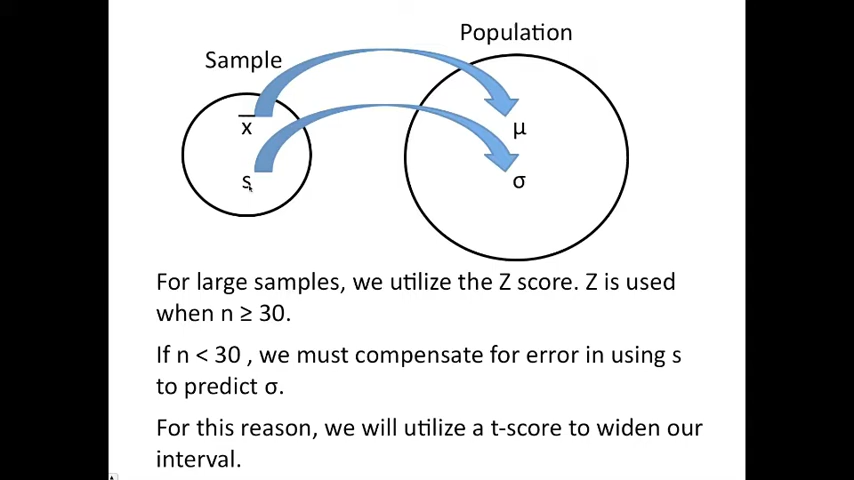 Population
Sample
x̄
μ
s
σ
For large samples, we utilize the Z score. Z is used
when n ≥ 30.
If n < 30 , we must compensate for error in using s
to predict σ.
For this reason, we will utilize a t-score to widen our
interval.